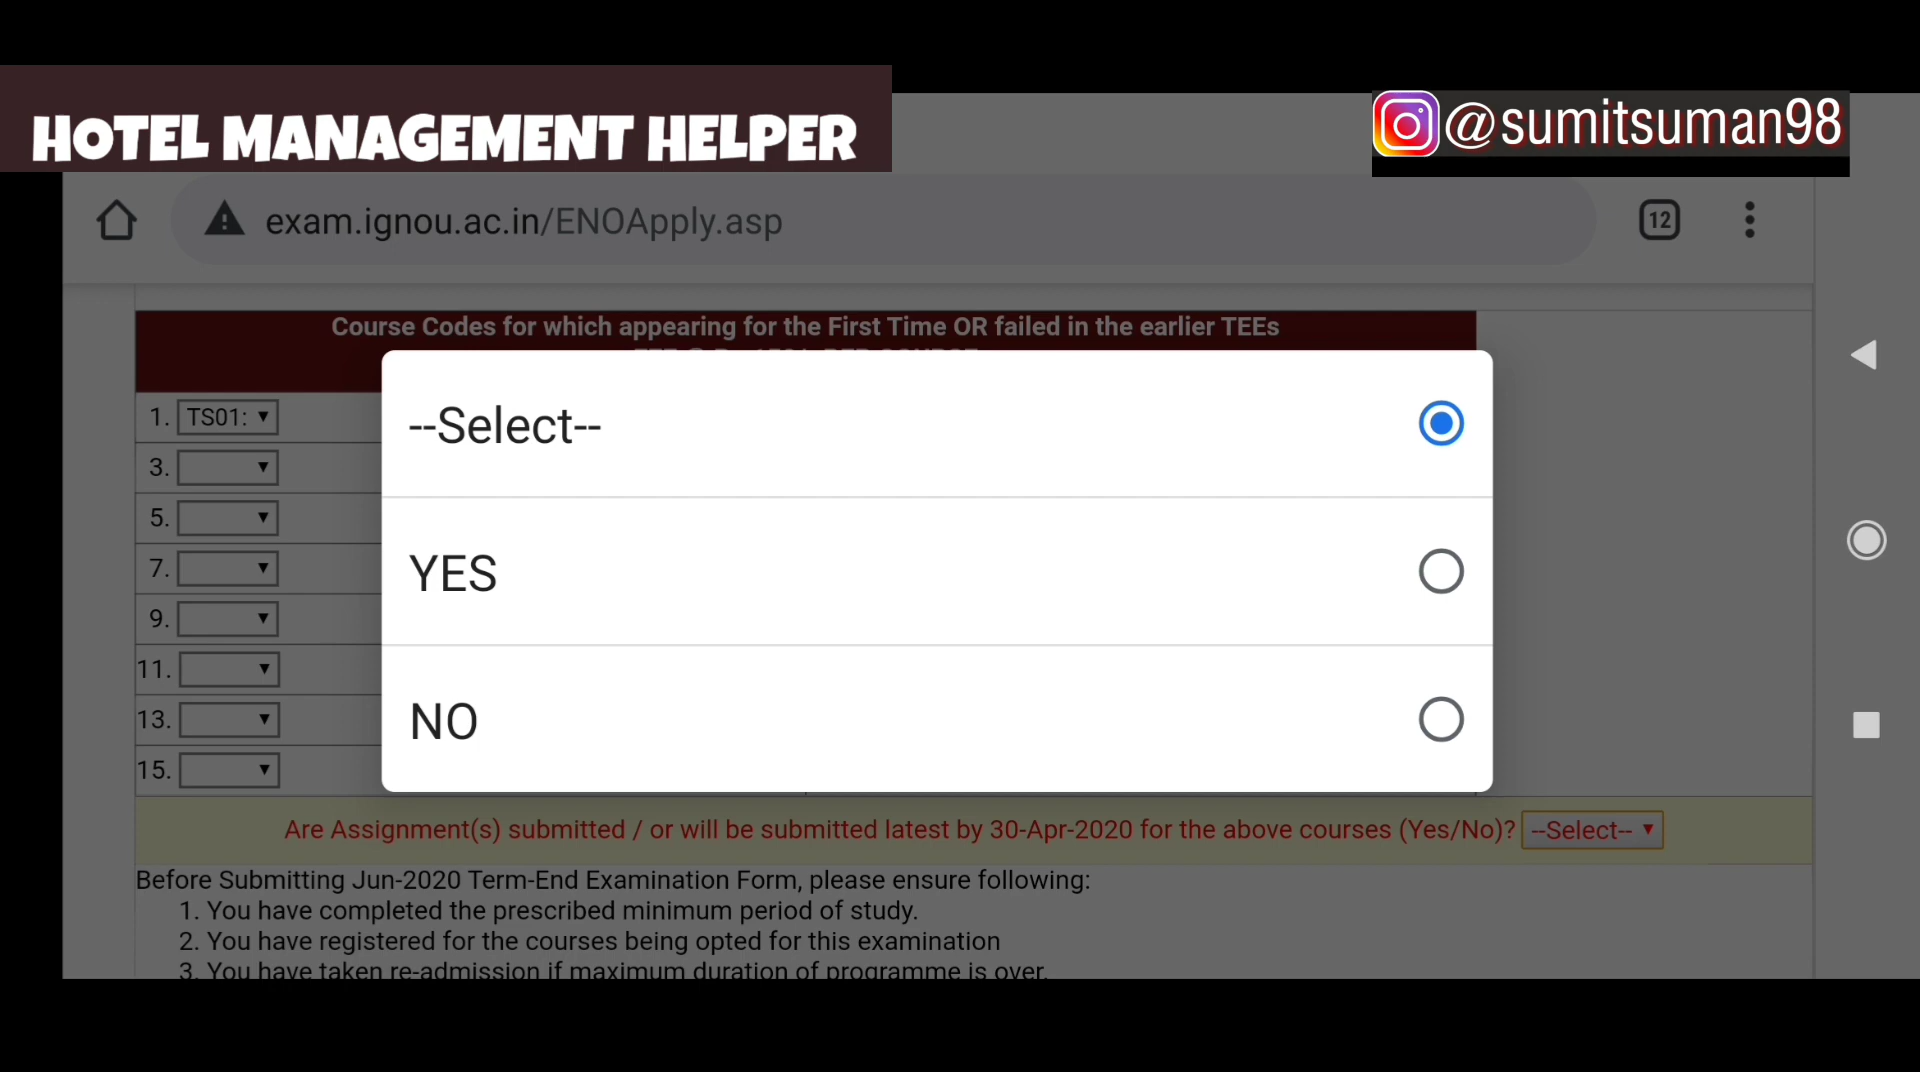 HOTEL MANAGEMENT HELPER
@sumitsuman98
exam.ignou.ac.in/ENOApply.asp
12
Course Codes for which appearing for the First Time OR failed in the earlier TEEs
1. TS01:
3.
5.
7.
9.
11.
13.
15.
--Select--
YES
NO
Are Assignment(s) submitted / or will be submitted latest by 30-Apr-2020 for the above courses (Yes/No)? --Select--
Before Submitting Jun-2020 Term-End Examination Form, please ensure following:
1. You have completed the prescribed minimum period of study.
2. You have registered for the courses being opted for this examination
3. You have taken re-admission if maximum duration of programme is over.